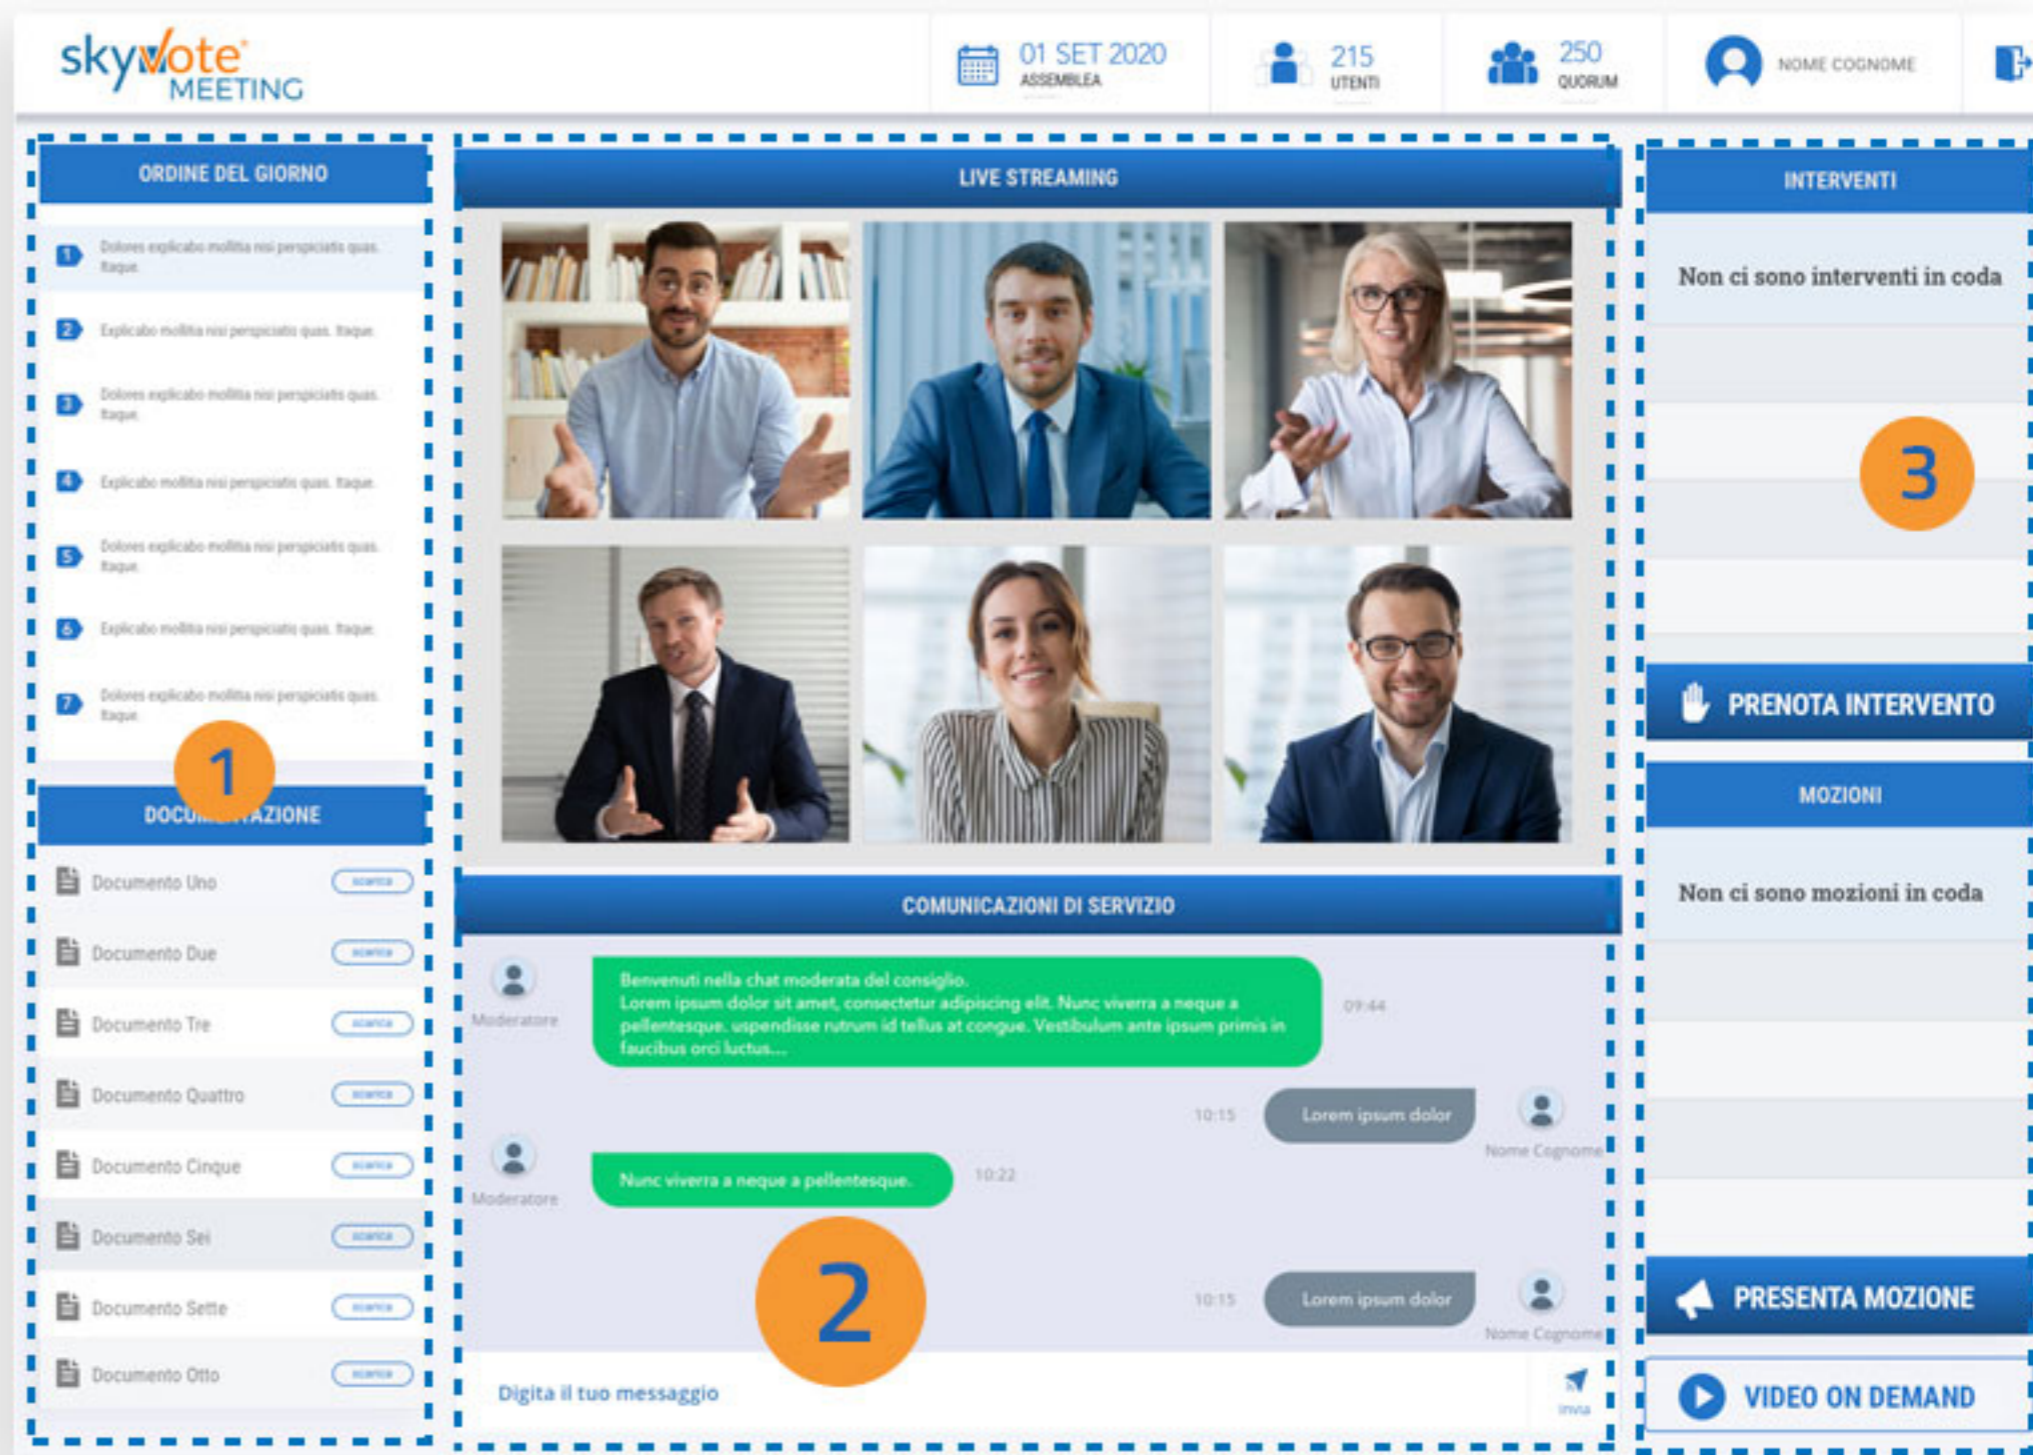 skyvote
MEETING
01 SET 2020
ASSEMBLEA
215
UTENTI
250
QUORUM
NOME COGNOME
ORDINE DEL GIORNO
1 Dolores explicabo mollitia nisi perspiciatis quas.
Itaque.
2 Explicabo mollitia nisi perspiciatis quas. Itaque.
3 Dolores explicabo mollitia nisi perspiciatis quas.
Itaque.
4 Explicabo mollitia nisi perspiciatis quas. Itaque.
5 Dolores explicabo mollitia nisi perspiciatis quas.
Itaque.
6 Explicabo mollitia nisi perspiciatis quas. Itaque.
7 Dolores explicabo mollitia nisi perspiciatis quas.
Itaque.
1
DOCU AZIONE
Documento Uno scarica
Documento Due scarica
Documento Tre scarica
Documento Quattro scarica
Documento Cinque scarica
Documento Sei scarica
Documento Sette scarica
Documento Otto scarica
LIVE STREAMING
COMUNICAZIONI DI SERVIZIO
Moderatore
Benvenuti nella chat moderata del consiglio.
Lorem ipsum dolor sit amet, consectetur adipiscing elit. Nunc viverra a neque a
pellentesque. uspendisse rutrum id tellus at congue. Vestibulum ante ipsum primis in
faucibus orci luctus...
09:44
10:15
Lorem ipsum dolor
Nome Cognome
Moderatore
Nunc viverra a neque a pellentesque.
10:22
2
10:15
Lorem ipsum dolor
Nome Cognome
Digita il tuo messaggio
Invia
INTERVENTI
Non ci sono interventi in coda
3
PRENOTA INTERVENTO
MOZIONI
Non ci sono mozioni in coda
PRESENTA MOZIONE
VIDEO ON DEMAND